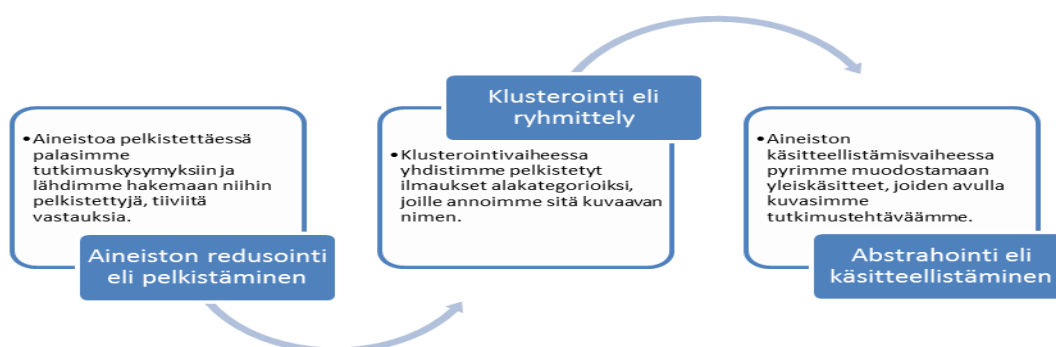 •Aineistoa pelkistettäessä
palasimme
tutkimuskysymyksiin ja
lähdimme hakemaan niihin
pelkistettyjä, tiiviitä
vastauksia.
Aineiston redusointi
eli pelkistäminen
Klusterointi eli
ryhmittely
•Klusterointivaiheessa
yhdistimme pelkistetyt
ilmaukset alakategorioiksi,
joille annoimme sitä kuvaavan
nimen.
•Aineiston
käsitteellistämisvaiheessa
pyrimme muodostamaan
yleiskäsitteet, joiden avulla
kuvasimme
tutkimustehtäväämme.
Abstrahointi eli
käsitteellistäminen